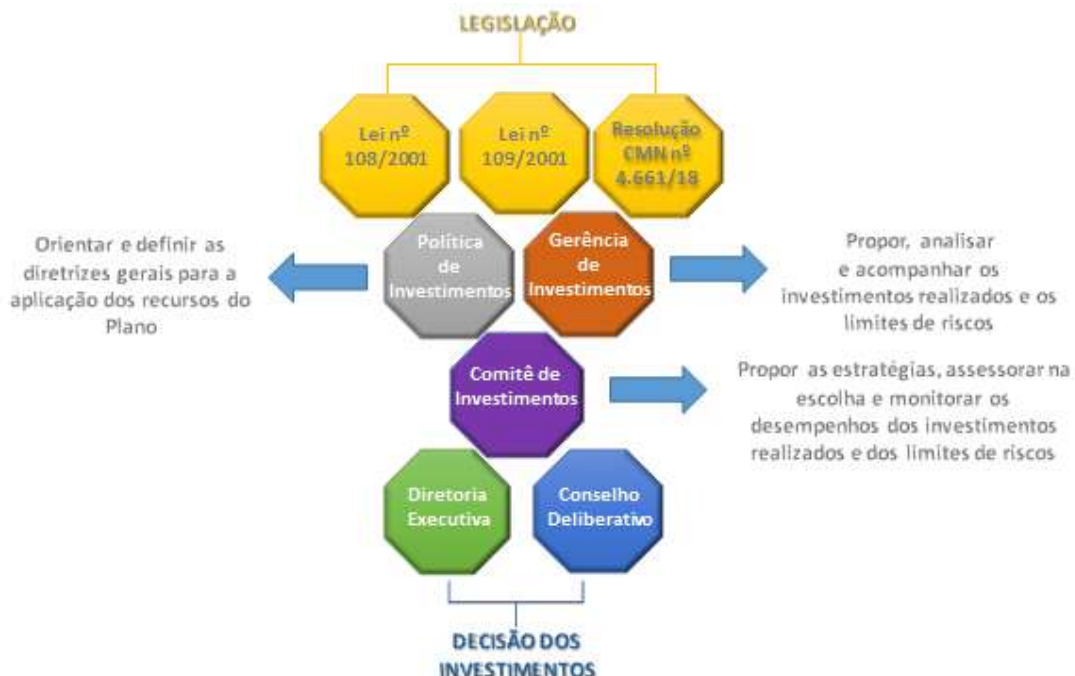 LEGISLAÇÃO
Lei nº
108/2001
Lei nº
109/2001
Resolução
CMN nº
4.661/18
Política
de
Investimentos
Gerência
de
Investimentos
Orientar e definir as
diretrizes gerais para a
aplicação dos recursos do
Plano
Propor, analisar
e acompanhar os
investimentos realizados e os
limites de riscos
Comitê de
Investimentos
Propor as estratégias, assessorar na
escolha e monitorar os
desempenhos dos investimentos
realizados e dos limites de riscos
Diretoria
Executiva
Conselho
Deliberativo
DECISÃO DOS
INVESTIMENTOS